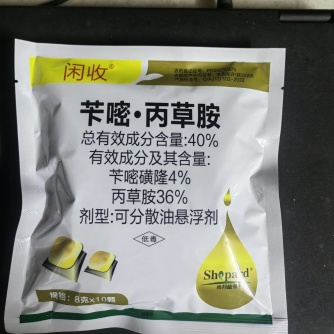 闲收®
苄嘧·丙草胺
总有效成分含量:40%
有效成分及其含量:
苄嘧磺隆4%
丙草胺36%
剂型:可分散油悬浮剂
低毒
Shepard®
规格: 8克×10颗